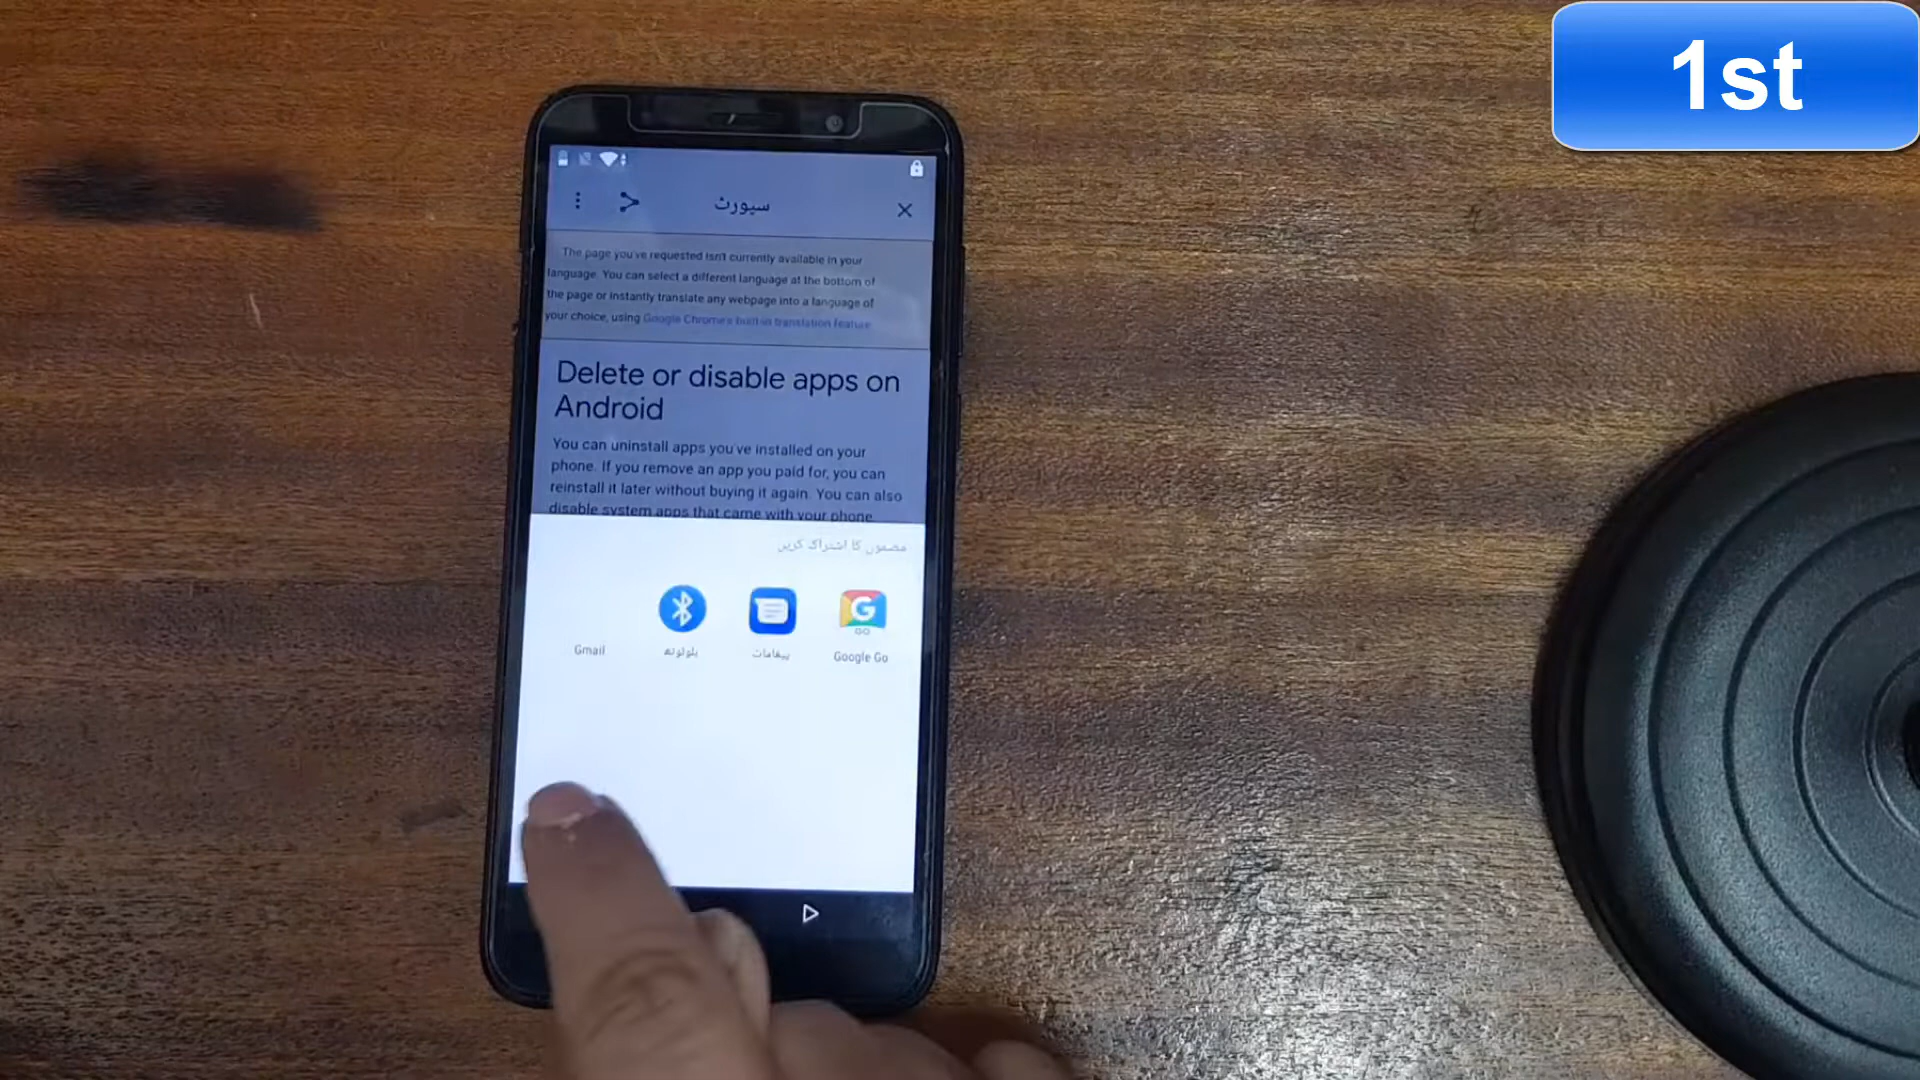 1st
سپورٹ
The page you've requested isn't currently available in your
language. You can select a different language at the bottom of
the page or instantly translate any webpage into a language of
your choice, using Google Chrome's built-in translation feature
Delete or disable apps on
Android
You can uninstall apps you've installed on your
phone. If you remove an app you paid for, you can
reinstall it later without buying it again. You can also
disable system apps that came with your phone
مضموں کا اشتراک کریں
G
GO
Gmail
بلوٹوتھ
پیغامات
Google Go